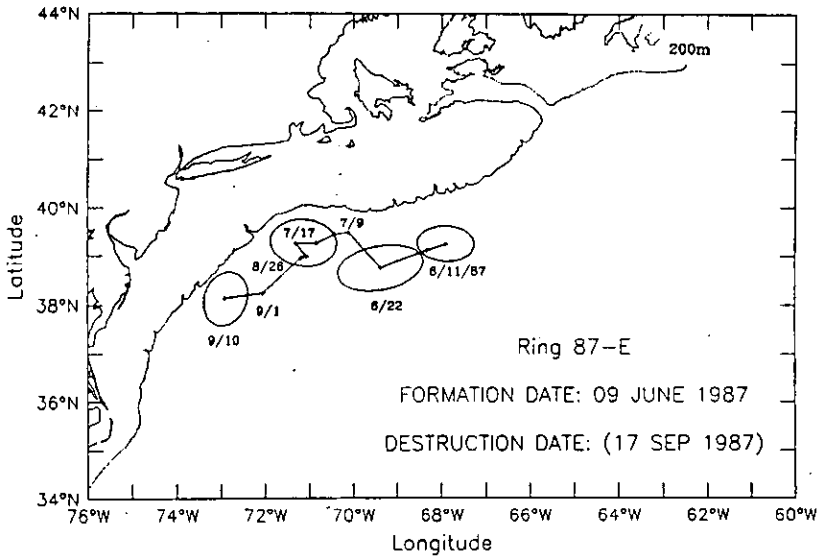 44°N
42°N
40°N
38°N
36°N
34°N
Latitude
200m
7/17
7/9
8/26
6/11/87
6/22
9/1
9/10
Ring 87-E
FORMATION DATE: 09 JUNE 1987
DESTRUCTION DATE: (17 SEP 1987)
76°W 74°W 72°W 70°W 68°W 66°W 64°W 62°W 60°W
Longitude